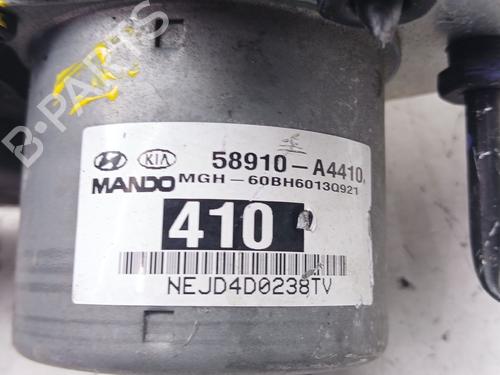 B-PARTS
KIA 58910-A4410
MANDO MGH-60BH6013Q921
410
NEJD4D0238TV